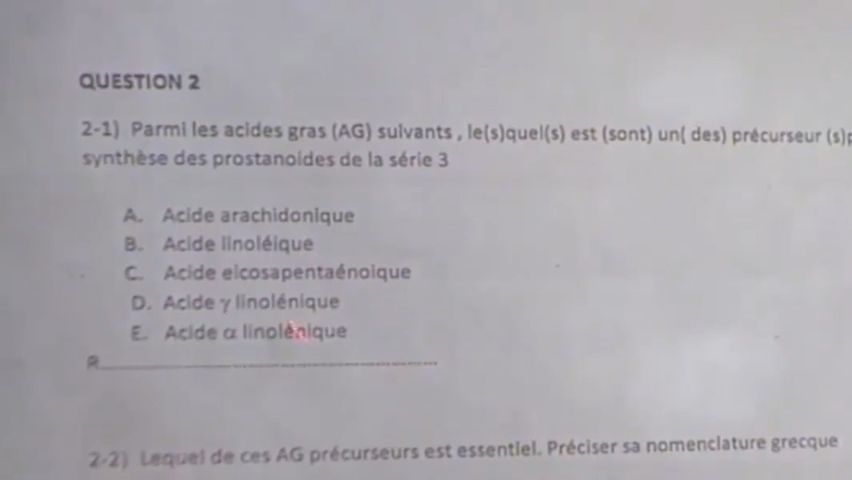 QUESTION 2
2-1) Parmi les acides gras (AG) suivants , le(s)quel(s) est (sont) un( des) précurseur (s)
synthèse des prostanoides de la série 3
A. Acide arachidonique
B. Acide linoléique
C. Acide eicosapentaénoique
D. Acide γ linolénique
E. Acide α linolénique
R
2-2) Lequel de ces AG précurseurs est essentiel. Préciser sa nomenclature grecque